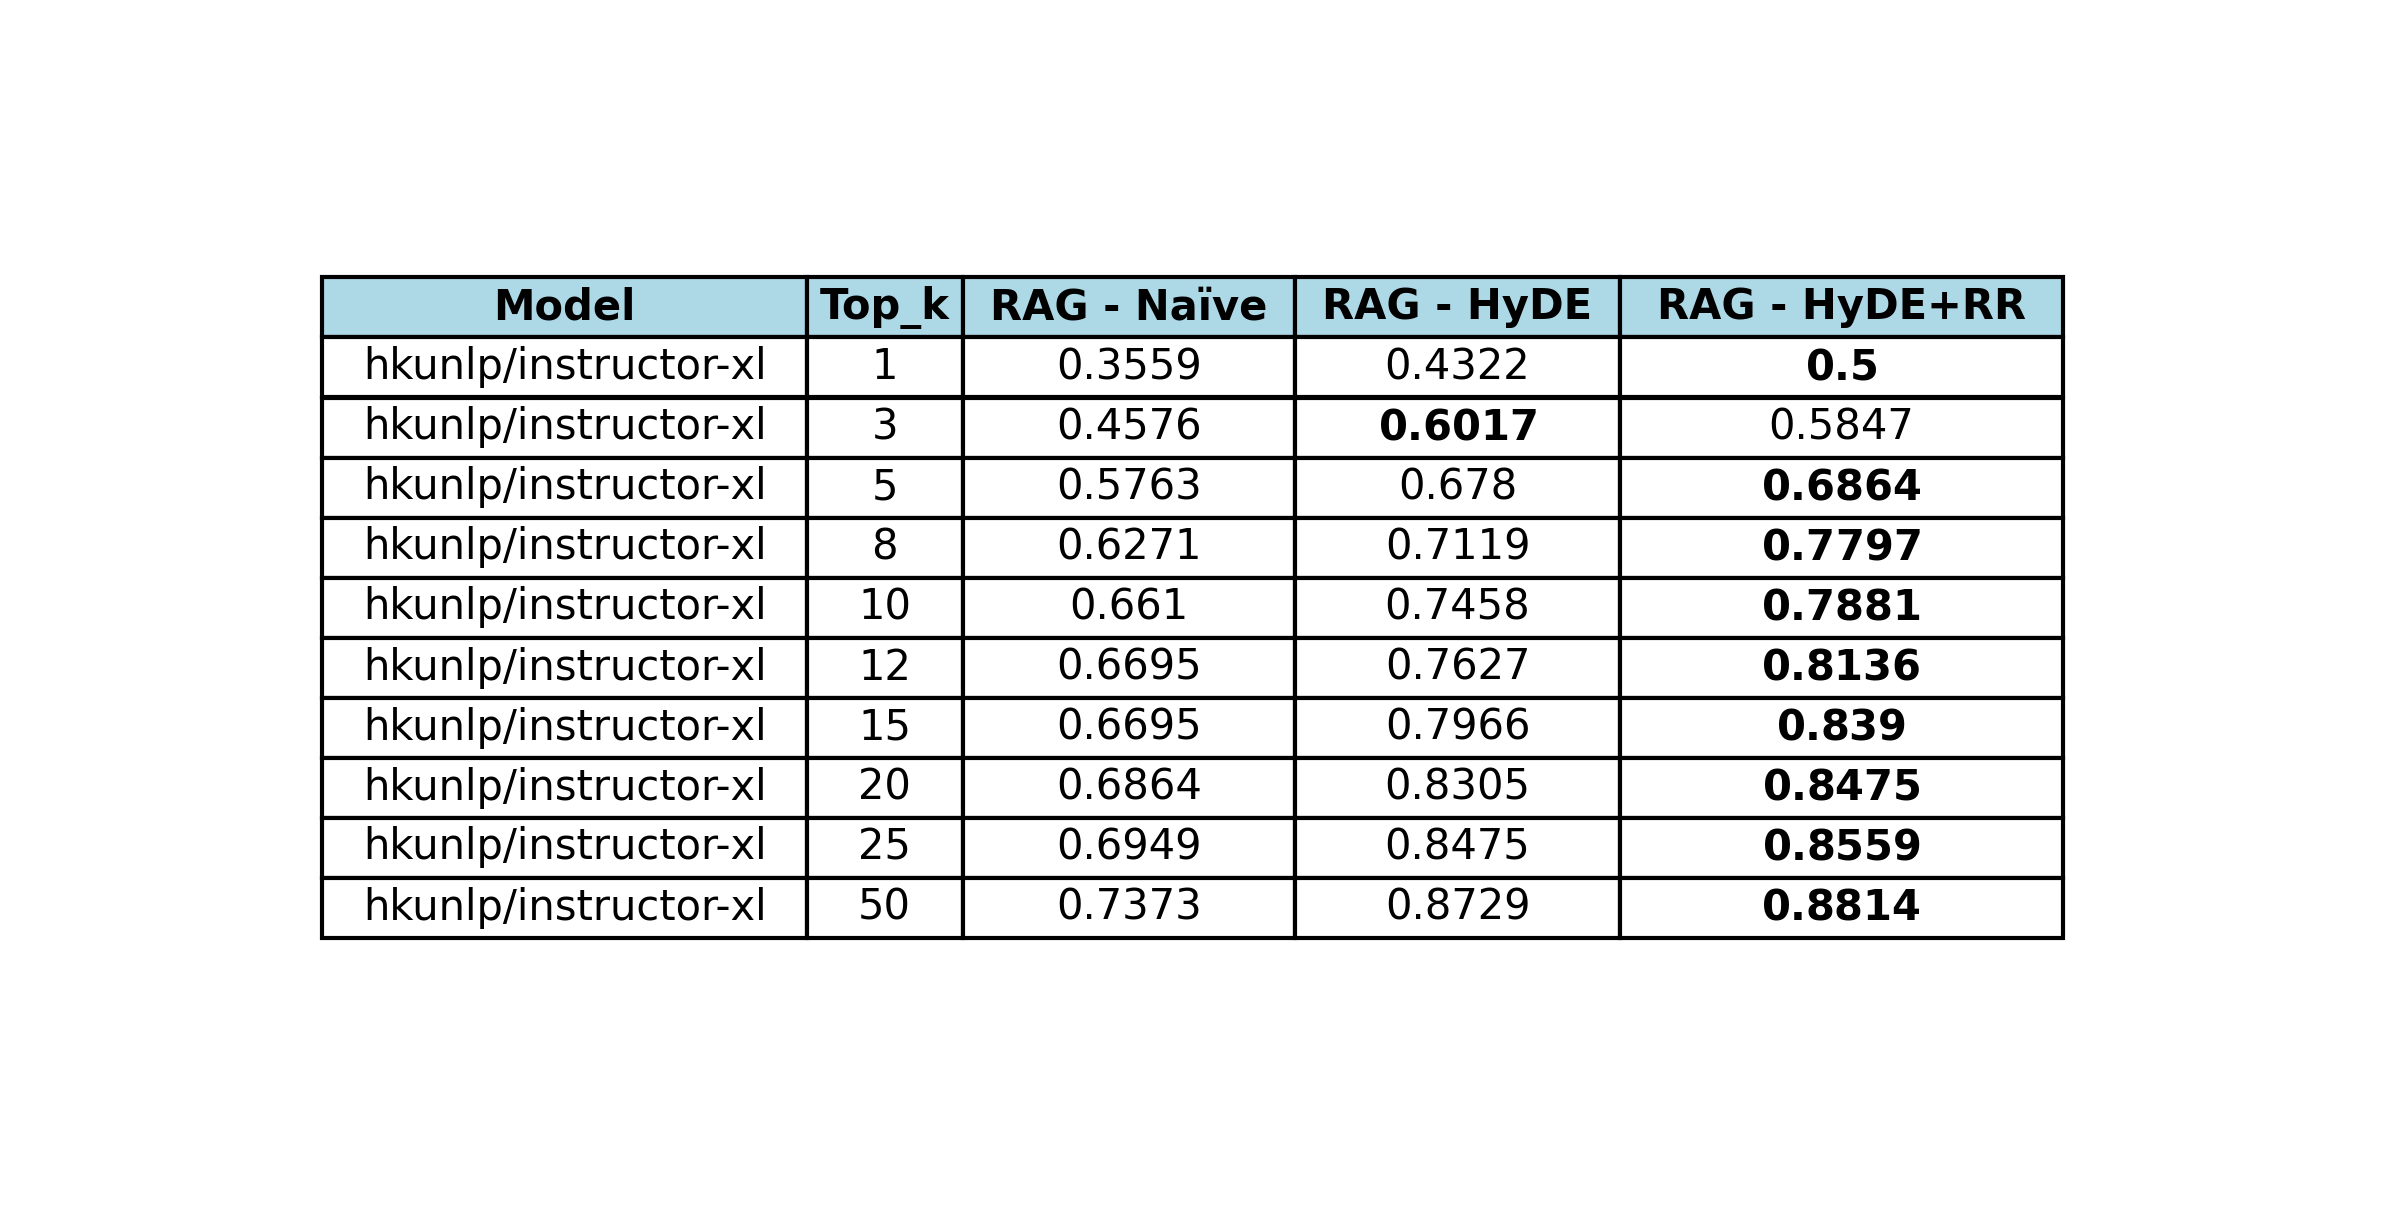 Model Top_k RAG - Naïve RAG - HyDE RAG - HyDE+RR
hkunlp/instructor-xl 1 0.3559 0.4322 0.5
hkunlp/instructor-xl 3 0.4576 0.6017 0.5847
hkunlp/instructor-xl 5 0.5763 0.678 0.6864
hkunlp/instructor-xl 8 0.6271 0.7119 0.7797
hkunlp/instructor-xl 10 0.661 0.7458 0.7881
hkunlp/instructor-xl 12 0.6695 0.7627 0.8136
hkunlp/instructor-xl 15 0.6695 0.7966 0.839
hkunlp/instructor-xl 20 0.6864 0.8305 0.8475
hkunlp/instructor-xl 25 0.6949 0.8475 0.8559
hkunlp/instructor-xl 50 0.7373 0.8729 0.8814